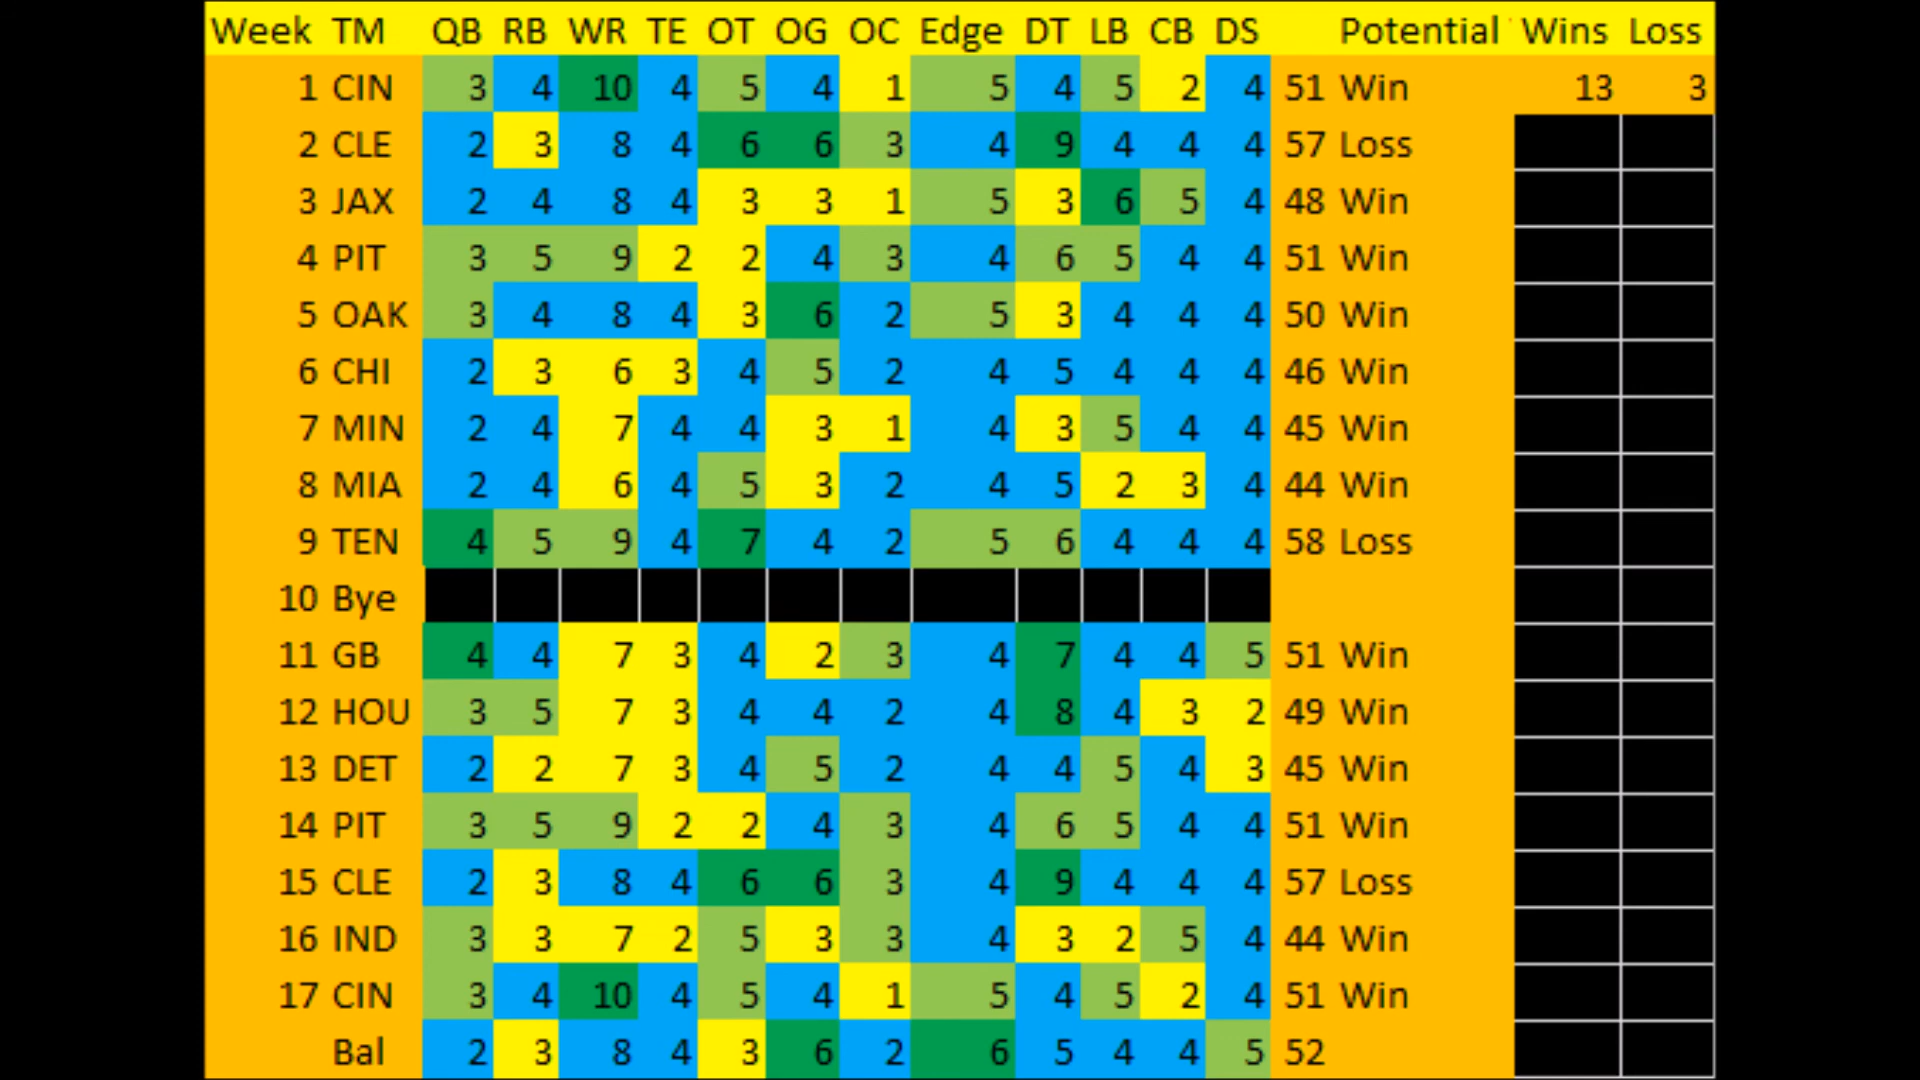 Week TM QB RB WR TE OT OG OC Edge DT LB CB DS Potential Wins Loss
1 CIN 3 4 10 4 5 4 1 5 4 5 2 4 51 Win 13 3
2 CLE 2 3 8 4 6 6 3 4 9 4 4 4 57 Loss
3 JAX 2 4 8 4 3 3 1 5 3 6 5 4 48 Win
4 PIT 3 5 9 2 2 4 3 4 6 5 4 4 51 Win
5 OAK 3 4 8 4 3 6 2 5 3 4 4 4 50 Win
6 CHI 2 3 6 3 4 5 2 4 5 4 4 4 46 Win
7 MIN 2 4 7 4 4 3 1 4 3 5 4 4 45 Win
8 MIA 2 4 6 4 5 3 2 4 5 2 3 4 44 Win
9 TEN 4 5 9 4 7 4 2 5 6 4 4 4 58 Loss
10 Bye
11 GB 4 4 7 3 4 2 3 4 7 4 4 5 51 Win
12 HOU 3 5 7 3 4 4 2 4 8 4 3 2 49 Win
13 DET 2 2 7 3 4 5 2 4 4 5 4 3 45 Win
14 PIT 3 5 9 2 2 4 3 4 6 5 4 4 51 Win
15 CLE 2 3 8 4 6 6 3 4 9 4 4 4 57 Loss
16 IND 3 3 7 2 5 3 3 4 3 2 5 4 44 Win
17 CIN 3 4 10 4 5 4 1 5 4 5 2 4 51 Win
Bal 2 3 8 4 3 6 2 6 5 4 4 5 52